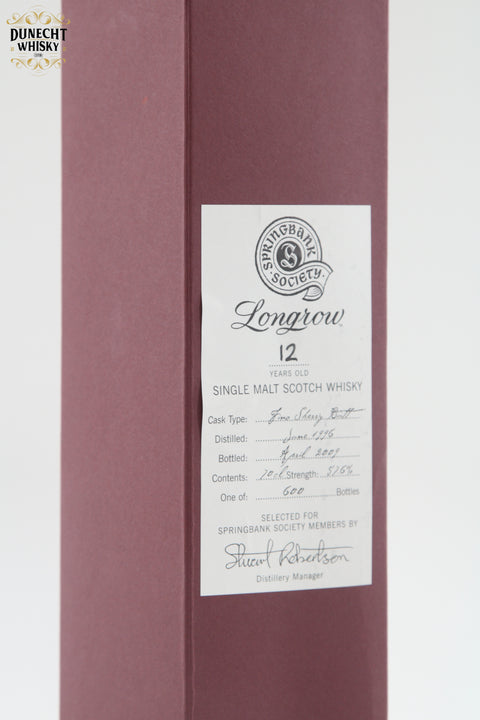 DUNECHT
WHISKY
SPRINGBANK
SOCIETY
S
Longrow
12
YEARS OLD
SINGLE MALT SCOTCH WHISKY
Cask Type: Fino Sherry Butt
Distilled: June 1996
Bottled: April 2009
Contents: 70cl Strength: 57.6%
One of: 600 Bottles
SELECTED FOR
SPRINGBANK SOCIETY MEMBERS BY
Stuart Robertson
Distillery Manager